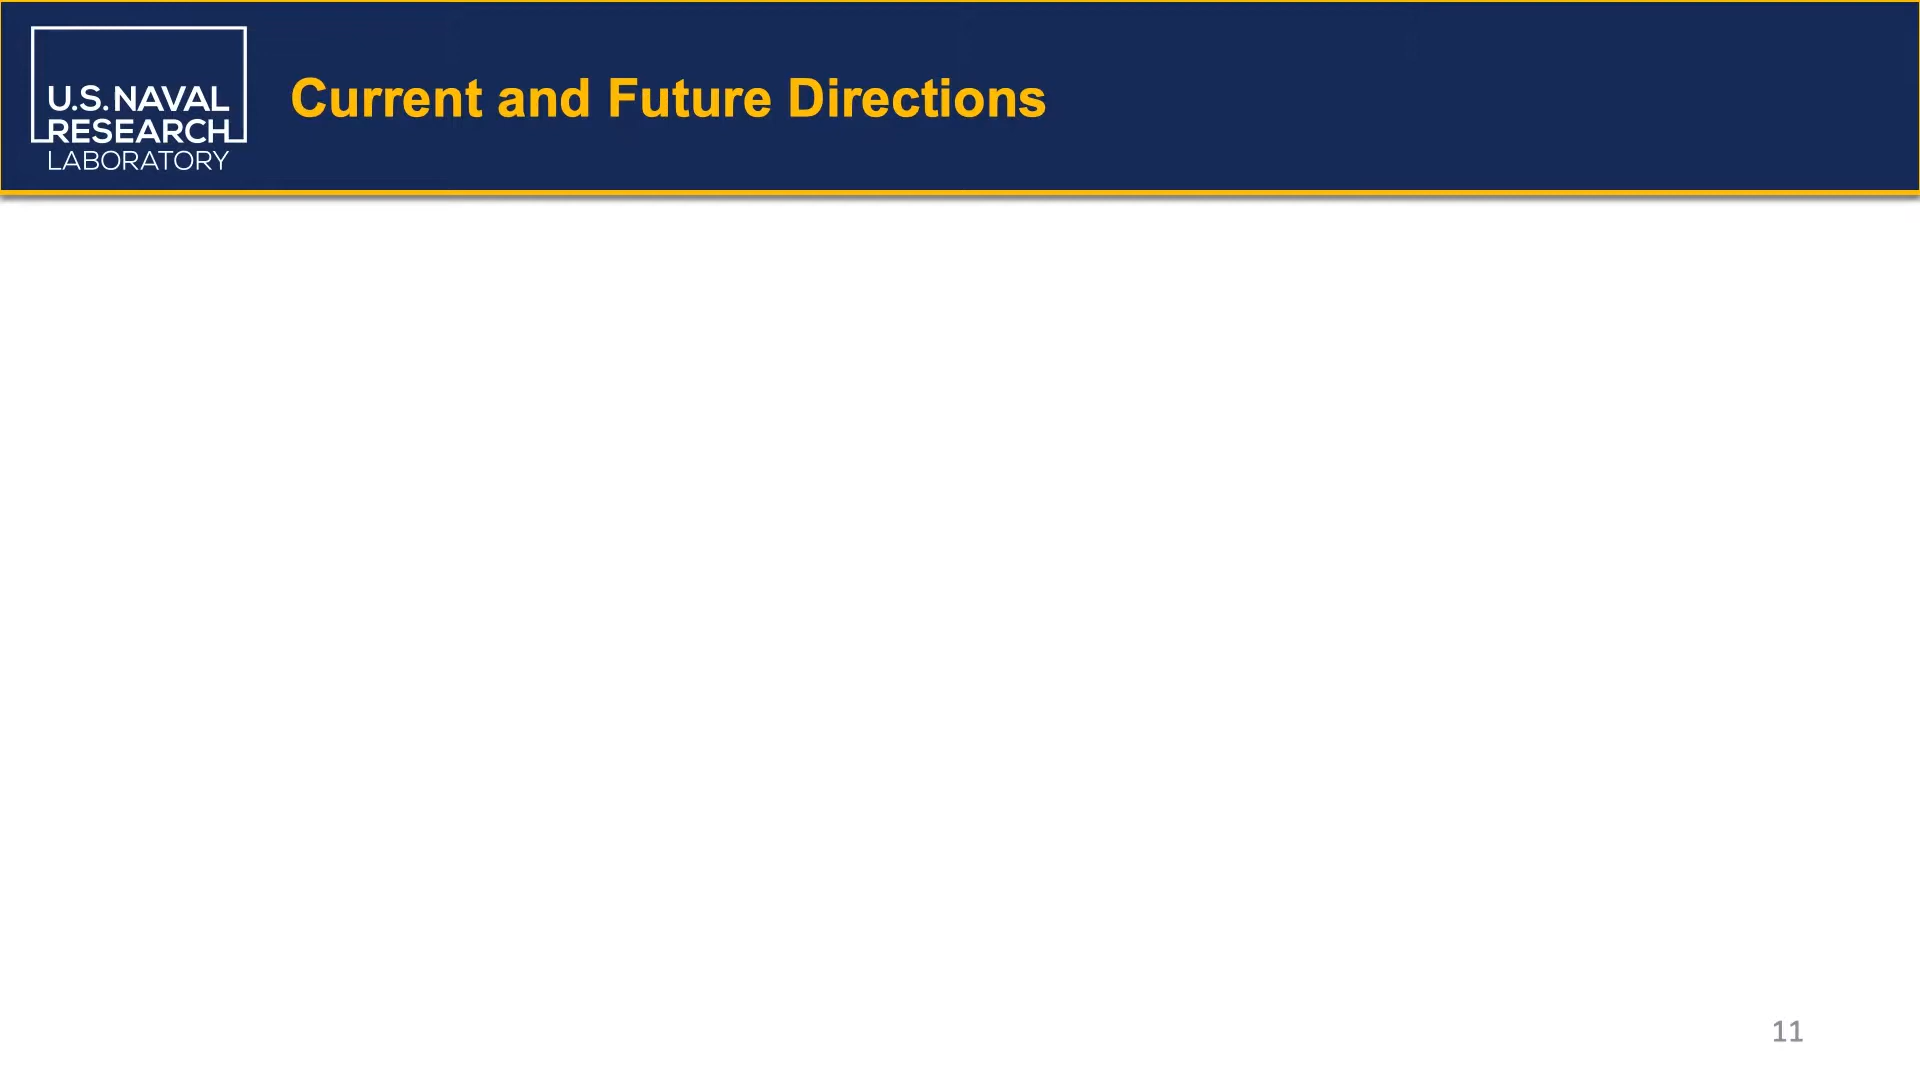 U.S. NAVAL
RESEARCH
LABORATORY
Current and Future Directions
11